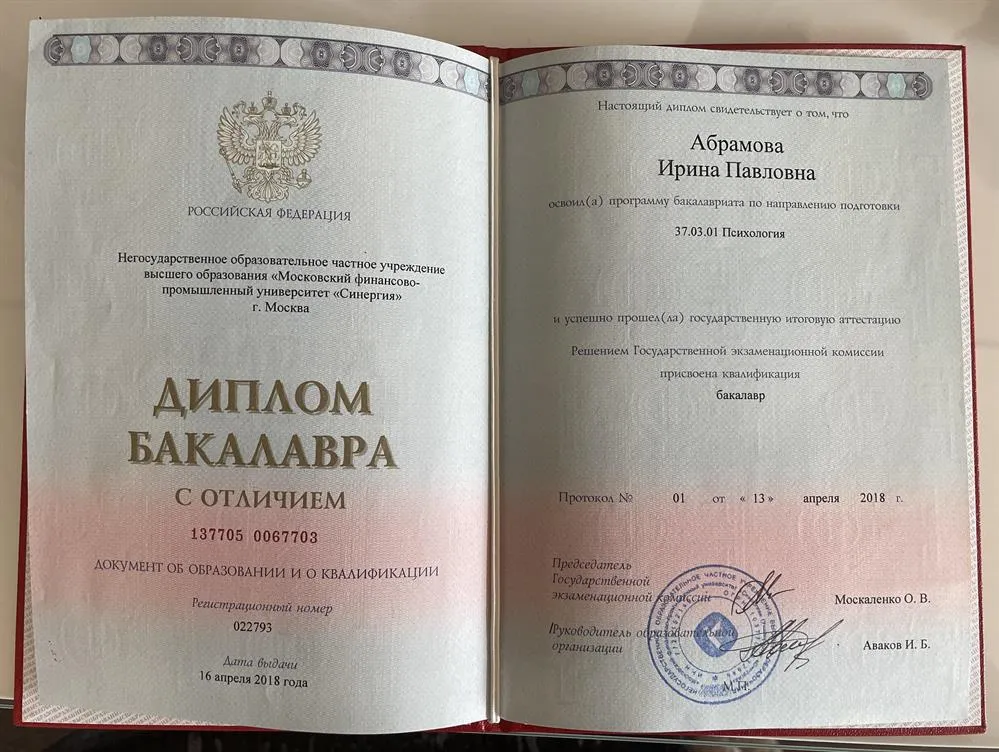 РОССИЙСКАЯ ФЕДЕРАЦИЯ
Негосударственное образовательное частное учреждение
высшего образования «Московский финансово-
промышленный университет «Синергия»
г. Москва
ДИПЛОМ
БАКАЛАВРА
С ОТЛИЧИЕМ
137705 0067703
ДОКУМЕНТ ОБ ОБРАЗОВАНИИ И О КВАЛИФИКАЦИИ
Регистрационный номер
022793
Дата выдачи
16 апреля 2018 года
Настоящий диплом свидетельствует о том, что
Абрамова
Ирина Павловна
освоил(а) программу бакалавриата по направлению подготовки
37.03.01 Психология
и успешно прошел(ла) государственную итоговую аттестацию
Решением Государственной экзаменационной комиссии
присвоена квалификация
бакалавр
Протокол № 01 от « 13 » апреля 2018 г.
Председатель
Государственной
экзаменационной комиссии
Москаленко О. В.
Руководитель образовательной
организации
Аваков И. Б.
М.П.